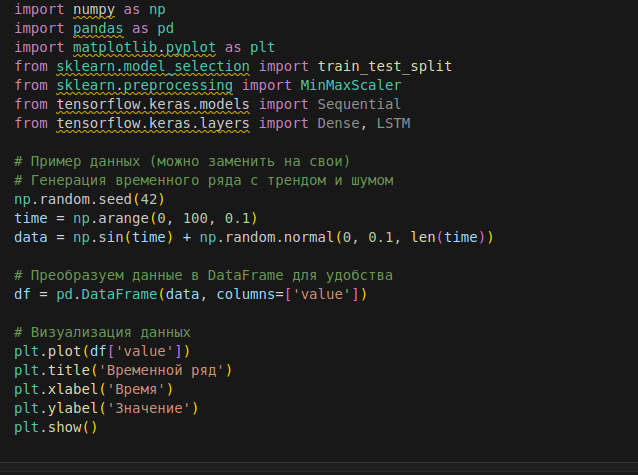 import numpy as np
import pandas as pd
import matplotlib.pyplot as plt
from sklearn.model_selection import train_test_split
from sklearn.preprocessing import MinMaxScaler
from tensorflow.keras.models import Sequential
from tensorflow.keras.layers import Dense, LSTM
# Пример данных (можно заменить на свои)
# Генерация временного ряда с трендом и шумом
np.random.seed(42)
time = np.arange(0, 100, 0.1)
data = np.sin(time) + np.random.normal(0, 0.1, len(time))
# Преобразуем данные в DataFrame для удобства
df = pd.DataFrame(data, columns=['value'])
# Визуализация данных
plt.plot(df['value'])
plt.title('Временной ряд')
plt.xlabel('Время')
plt.ylabel('Значение')
plt.show()